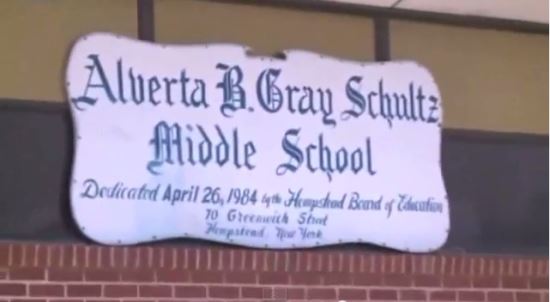 Alverta B. Gray Schultz
Middle School
Dedicated April 26, 1984 by the Hempstead Board of Education
70 Greenwich Street
Hempstead, New York